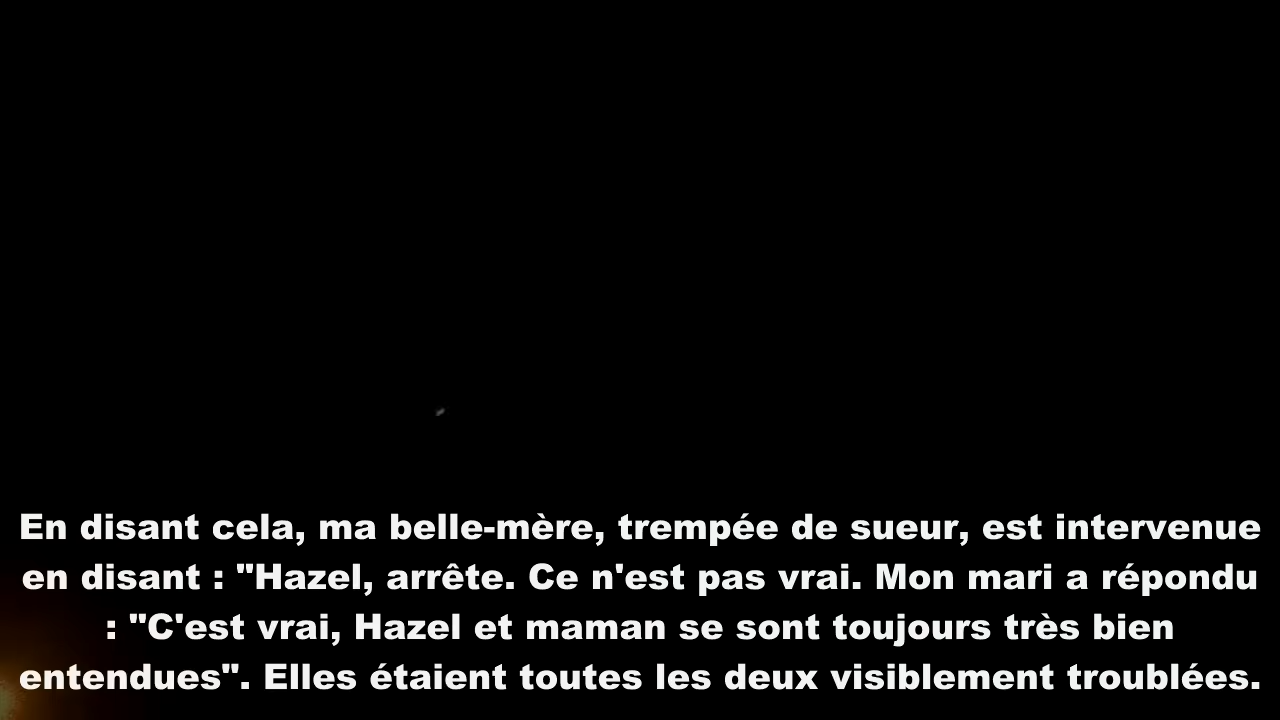 En disant cela, ma belle-mère, trempée de sueur, est intervenue
en disant : "Hazel, arrête. Ce n'est pas vrai. Mon mari a répondu
: "C'est vrai, Hazel et maman se sont toujours très bien
entendues". Elles étaient toutes les deux visiblement troublées.